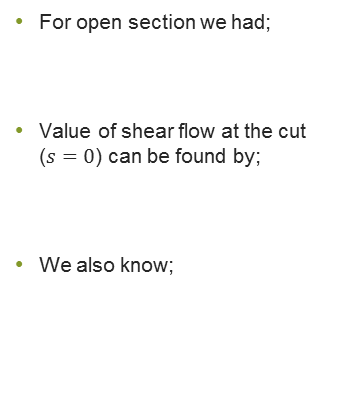 • For open section we had;
• Value of shear flow at the cut
(s = 0) can be found by;
• We also know;